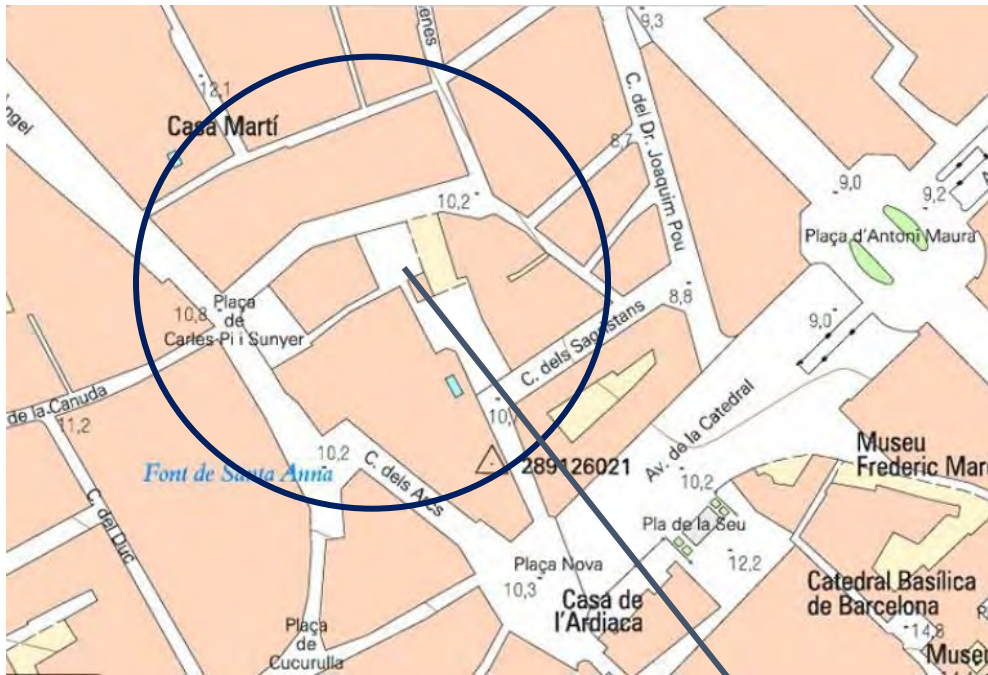 9,3
12,1
Casa Martí
C. del Dr. Joaquim Pou
8,7
10,2
9,0
9,2
Plaça d'Antoni Maura
10,8
Plaça
de
Carles Pi i Sunyer
8,8
9,0
C. dels Sagristans
de la Canuda
11,2
10,2
C. dels Arcs
Font de Santa Anna
289126021
Av. de la Catedral
10,2
Museu
C. del Duc
Pla de la Seu
12,2
Plaça Nova
10,3
Casa de
l'Ardiaca
Catedral Basílica
de Barcelona
14,8
Plaça
de
Cucurulla